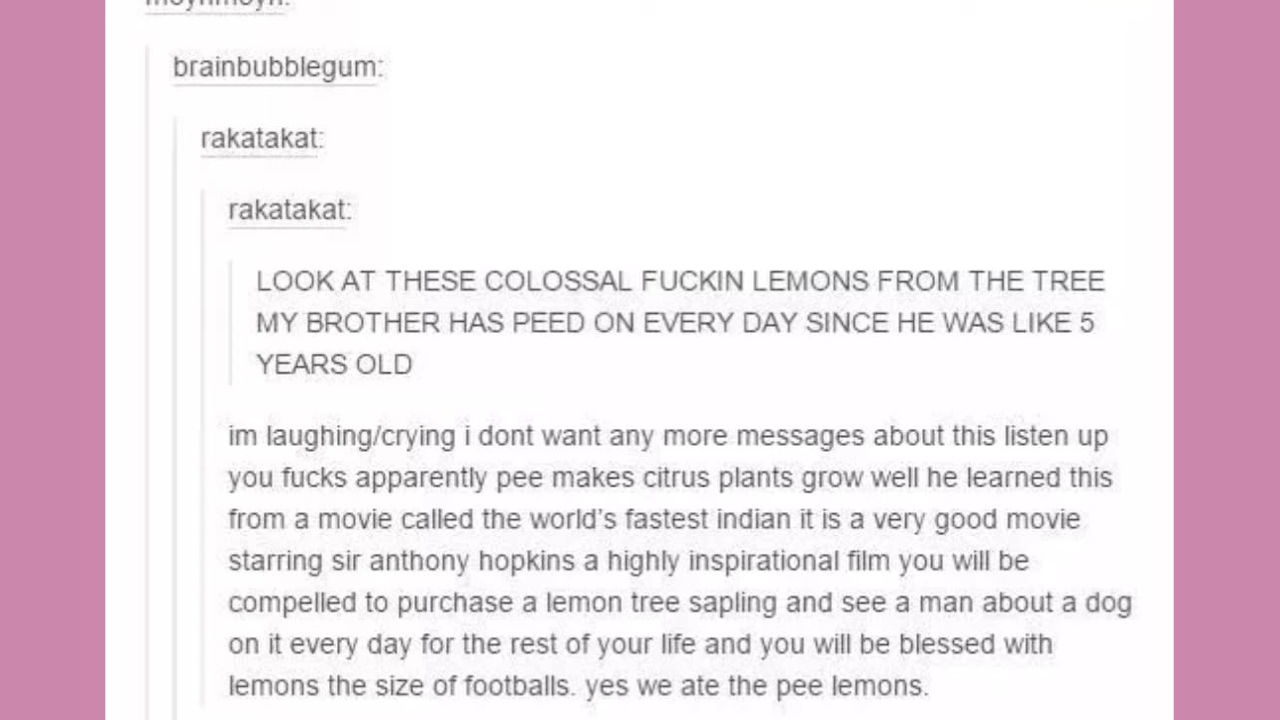 brainbubblegum:
rakatakat:
rakatakat:
LOOK AT THESE COLOSSAL FUCKIN LEMONS FROM THE TREE
MY BROTHER HAS PEED ON EVERY DAY SINCE HE WAS LIKE 5
YEARS OLD
im laughing/crying i dont want any more messages about this listen up
you fucks apparently pee makes citrus plants grow well he learned this
from a movie called the world's fastest indian it is a very good movie
starring sir anthony hopkins a highly inspirational film you will be
compelled to purchase a lemon tree sapling and see a man about a dog
on it every day for the rest of your life and you will be blessed with
lemons the size of footballs. yes we ate the pee lemons.